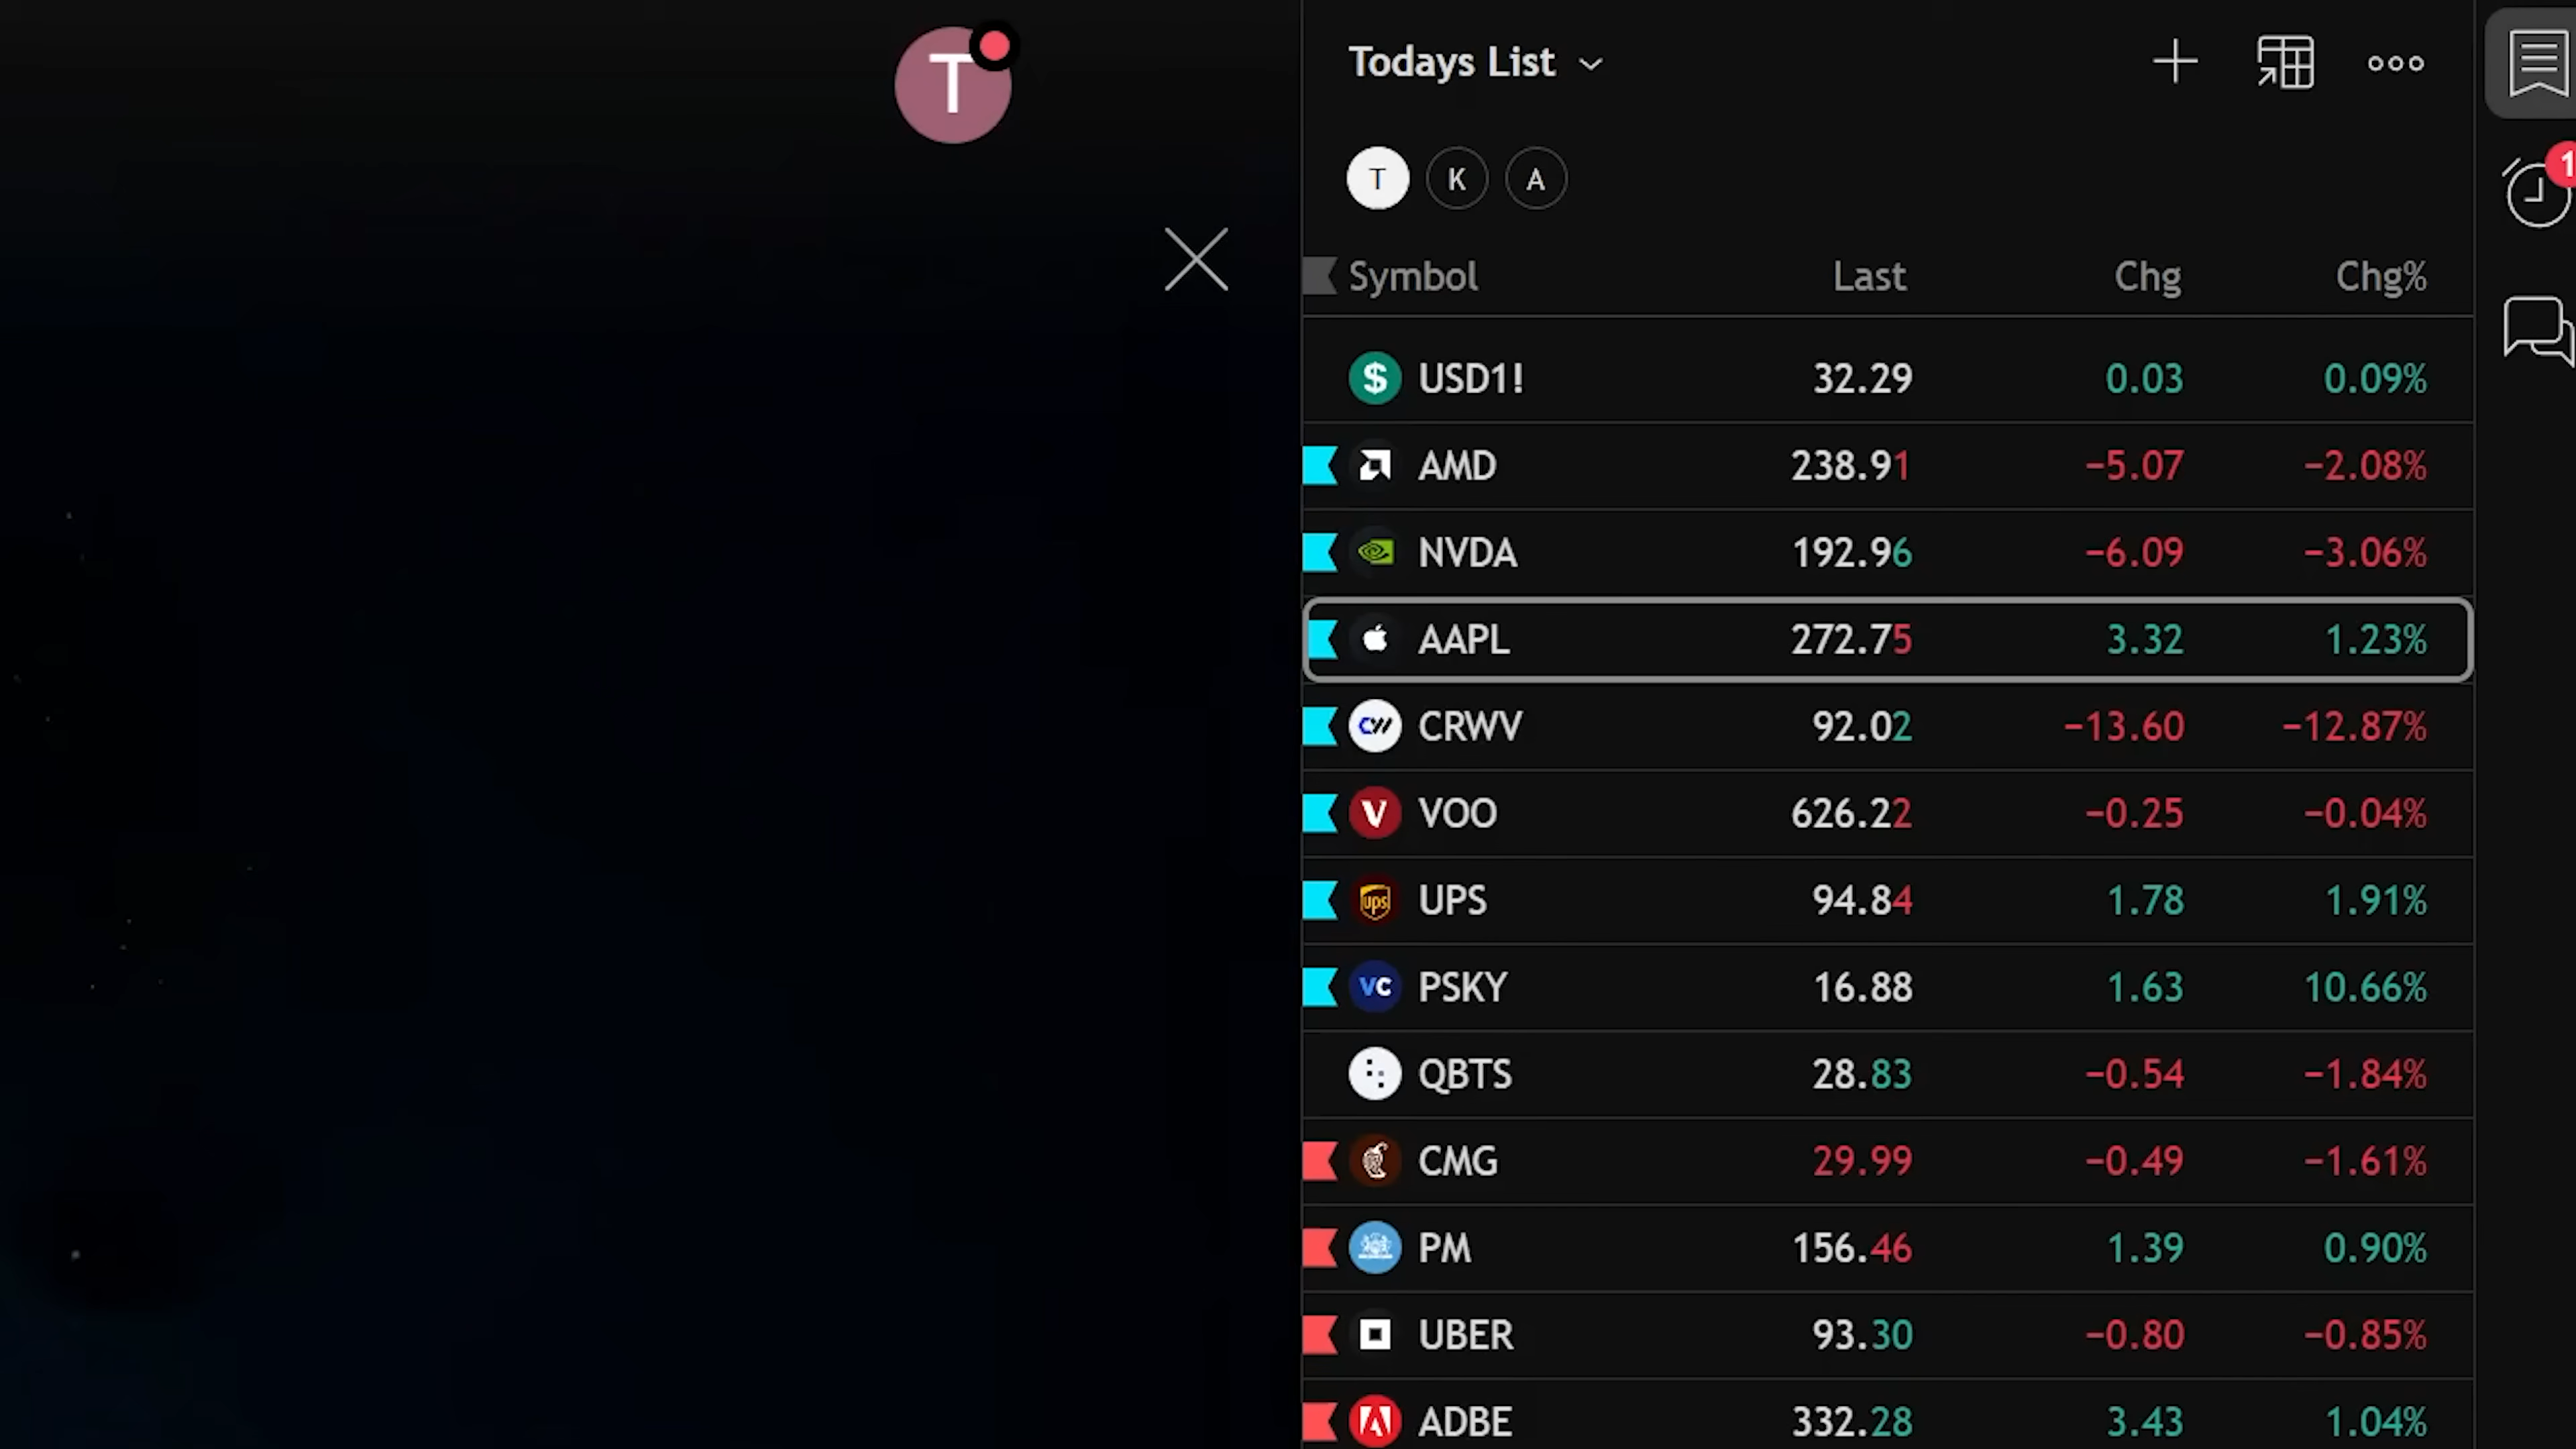 T
Todays List
T K A
1
Symbol Last Chg Chg%
$ USD1! 32.29 0.03 0.09%
AMD 238.91 −5.07 −2.08%
NVDA 192.96 −6.09 −3.06%
AAPL 272.75 3.32 1.23%
CW CRWV 92.02 −13.60 −12.87%
V VOO 626.22 −0.25 −0.04%
ups UPS 94.84 1.78 1.91%
VC PSKY 16.88 1.63 10.66%
QBTS 28.83 −0.54 −1.84%
CMG 29.99 −0.49 −1.61%
PM 156.46 1.39 0.90%
UBER 93.30 −0.80 −0.85%
ADBE 332.28 3.43 1.04%